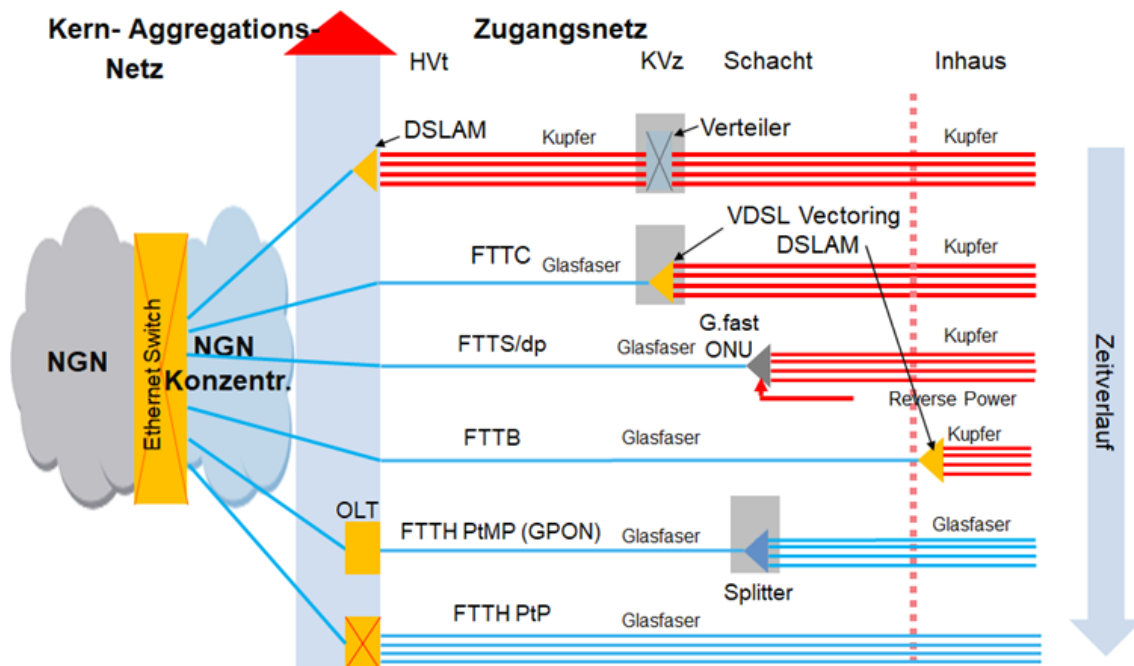 Kern- Aggregations-
Netz
Zugangsnetz
HVt
KVz
Schacht
Inhaus
DSLAM
Kupfer
Verteiler
Kupfer
VDSL Vectoring
DSLAM
FTTC
Glasfaser
Kupfer
NGN
Ethernet Switch
NGN
Konzentr.
FTTS/dp
Glasfaser
G.fast
ONU
Kupfer
Reverse Power
Zeitverlauf
FTTB
Glasfaser
Kupfer
OLT
FTTH PtMP (GPON)
Glasfaser
Glasfaser
Splitter
FTTH PtP
Glasfaser